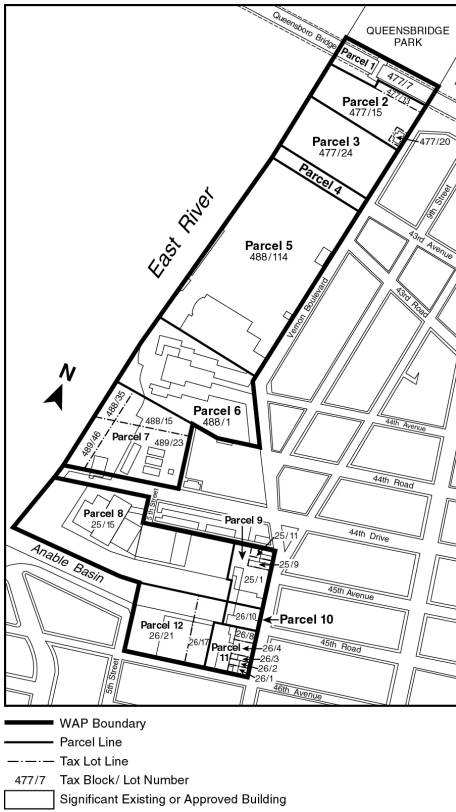 Queensboro Bridge
QUEENSBRIDGE
PARK
Parcel 1
477/7
Parcel 2
477/15
477/20
Parcel 3
477/24
Parcel 4
9th Street
43rd Avenue
East River
Parcel 5
488/114
Vernon Boulevard
43rd Road
N
Parcel 6
488/1
44th Avenue
488/35
488/15
489/46
489/23
Parcel 7
44th Road
5th Street
Parcel 8
25/15
Parcel 9
25/11
44th Drive
25/9
25/1
Anable Basin
45th Avenue
26/10
Parcel 10
Parcel 12
26/21
26/17
26/8
Parcel
11
26/4
26/3
26/2
26/1
45th Road
5th Street
46th Avenue
WAP Boundary
Parcel Line
Tax Lot Line
477/7 Tax Block/ Lot Number
Significant Existing or Approved Building